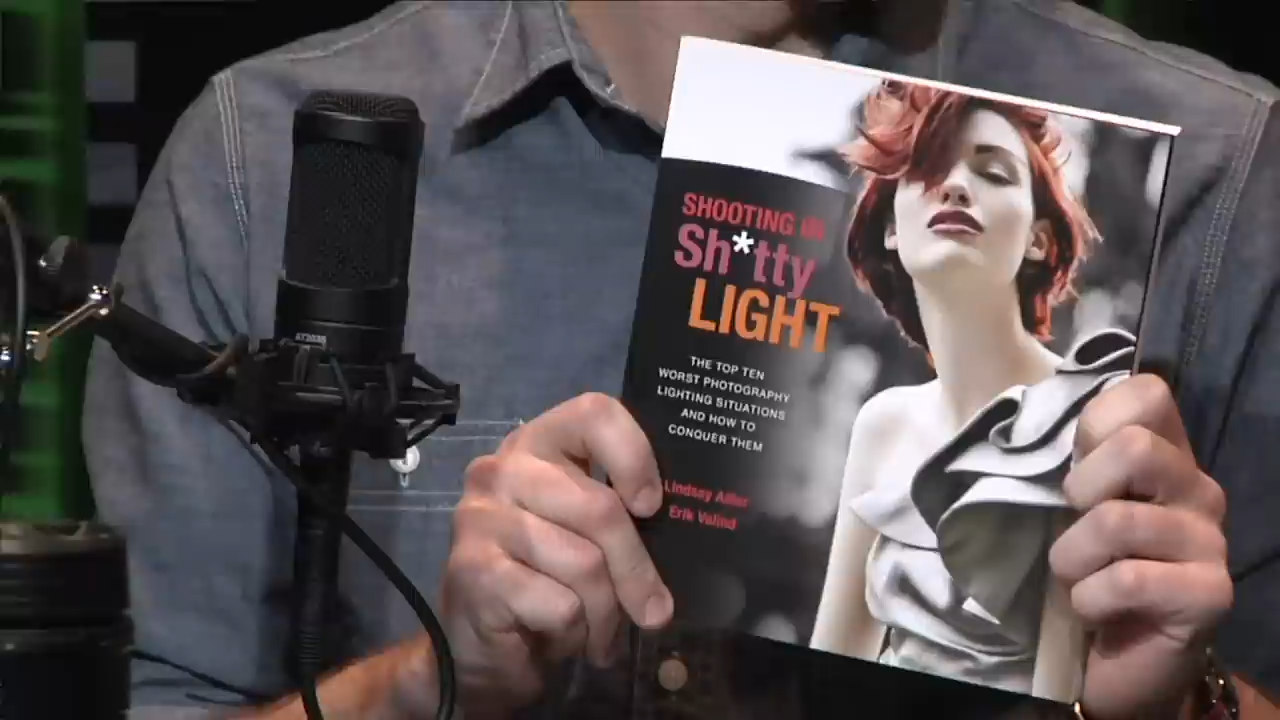 SHOOTING IN
Sh*tty
LIGHT
THE TOP TEN
WORST PHOTOGRAPHY
LIGHTING SITUATIONS
AND HOW TO
CONQUER THEM
Lindsay Adler
Erik Valind
AT2035